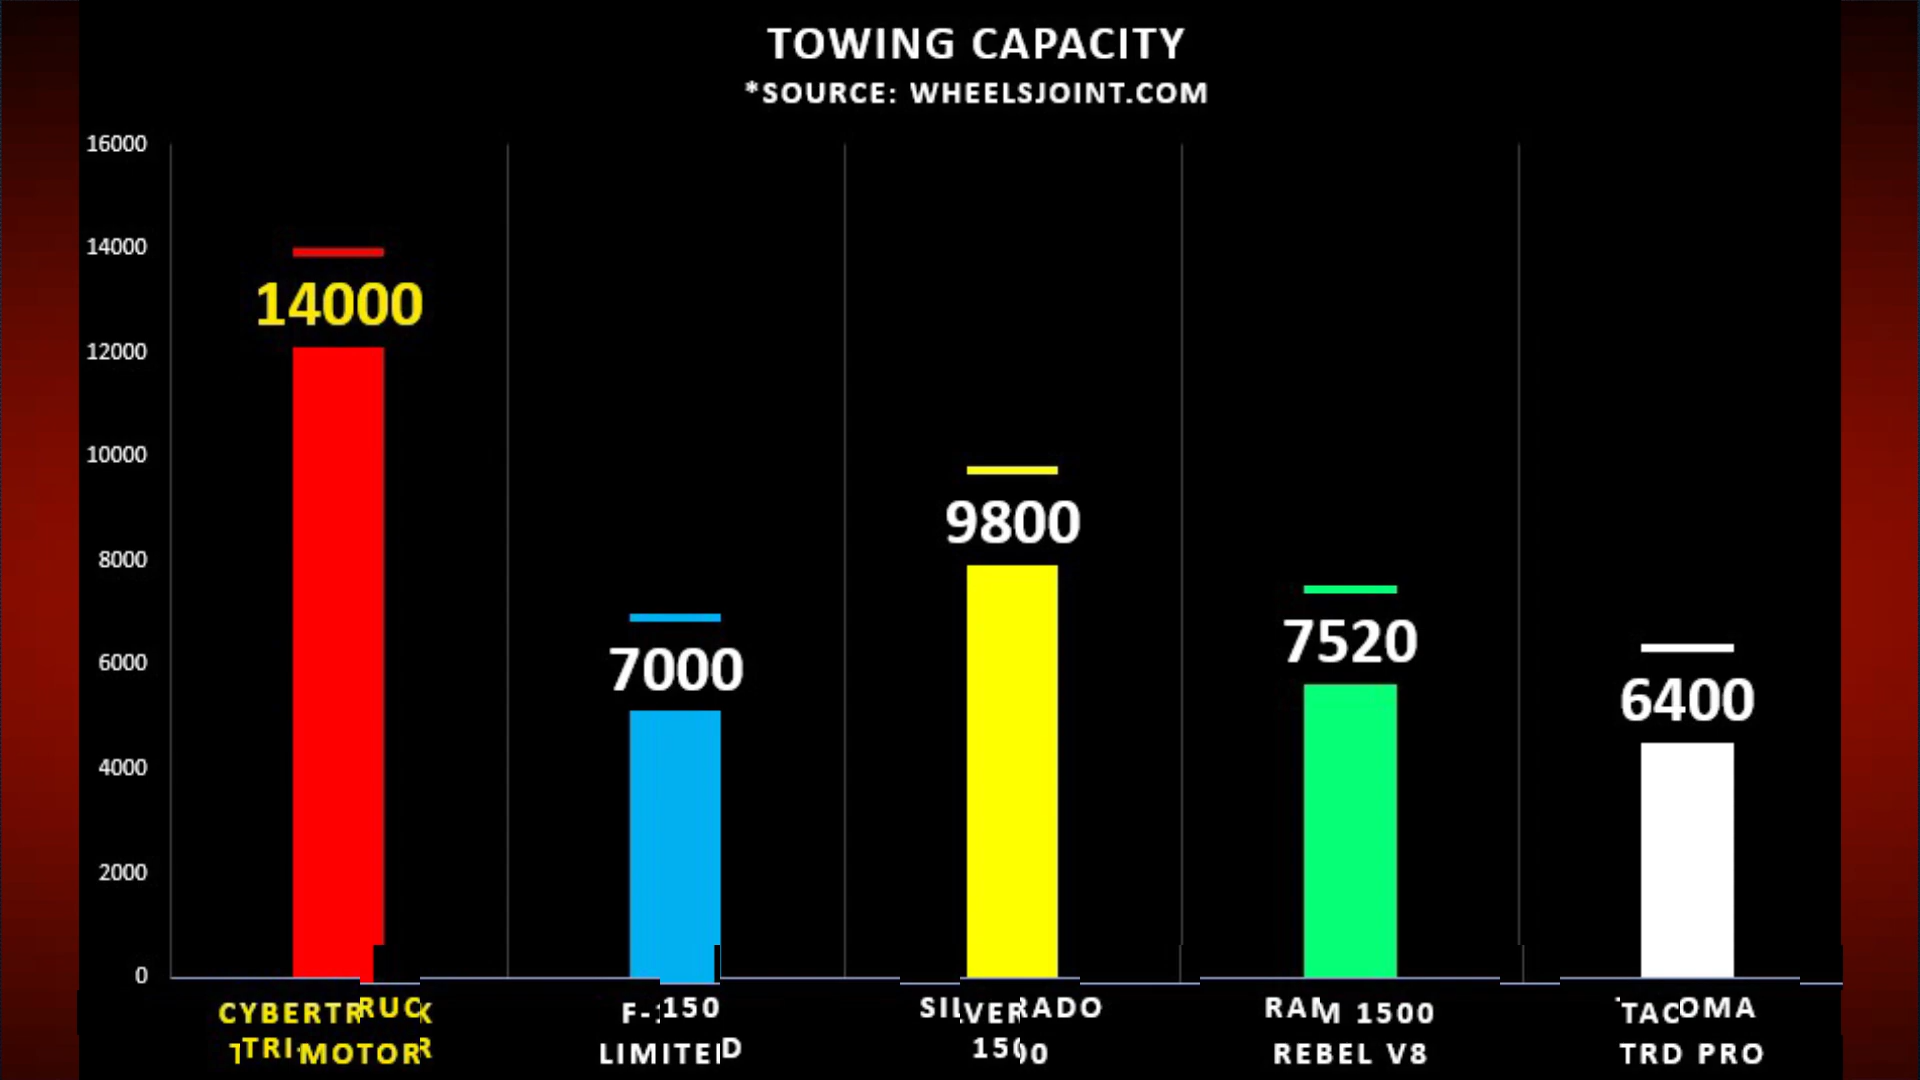 TOWING CAPACITY
*SOURCE: WHEELSJOINT.COM
16000
14000
12000
10000
8000
6000
4000
2000
0
14000
7000
9800
7520
6400
CYBERTRUCK
TRI MOTOR
F-150
LIMITED
SILVERADO
1500
RAM 1500
REBEL V8
TACOMA
TRD PRO